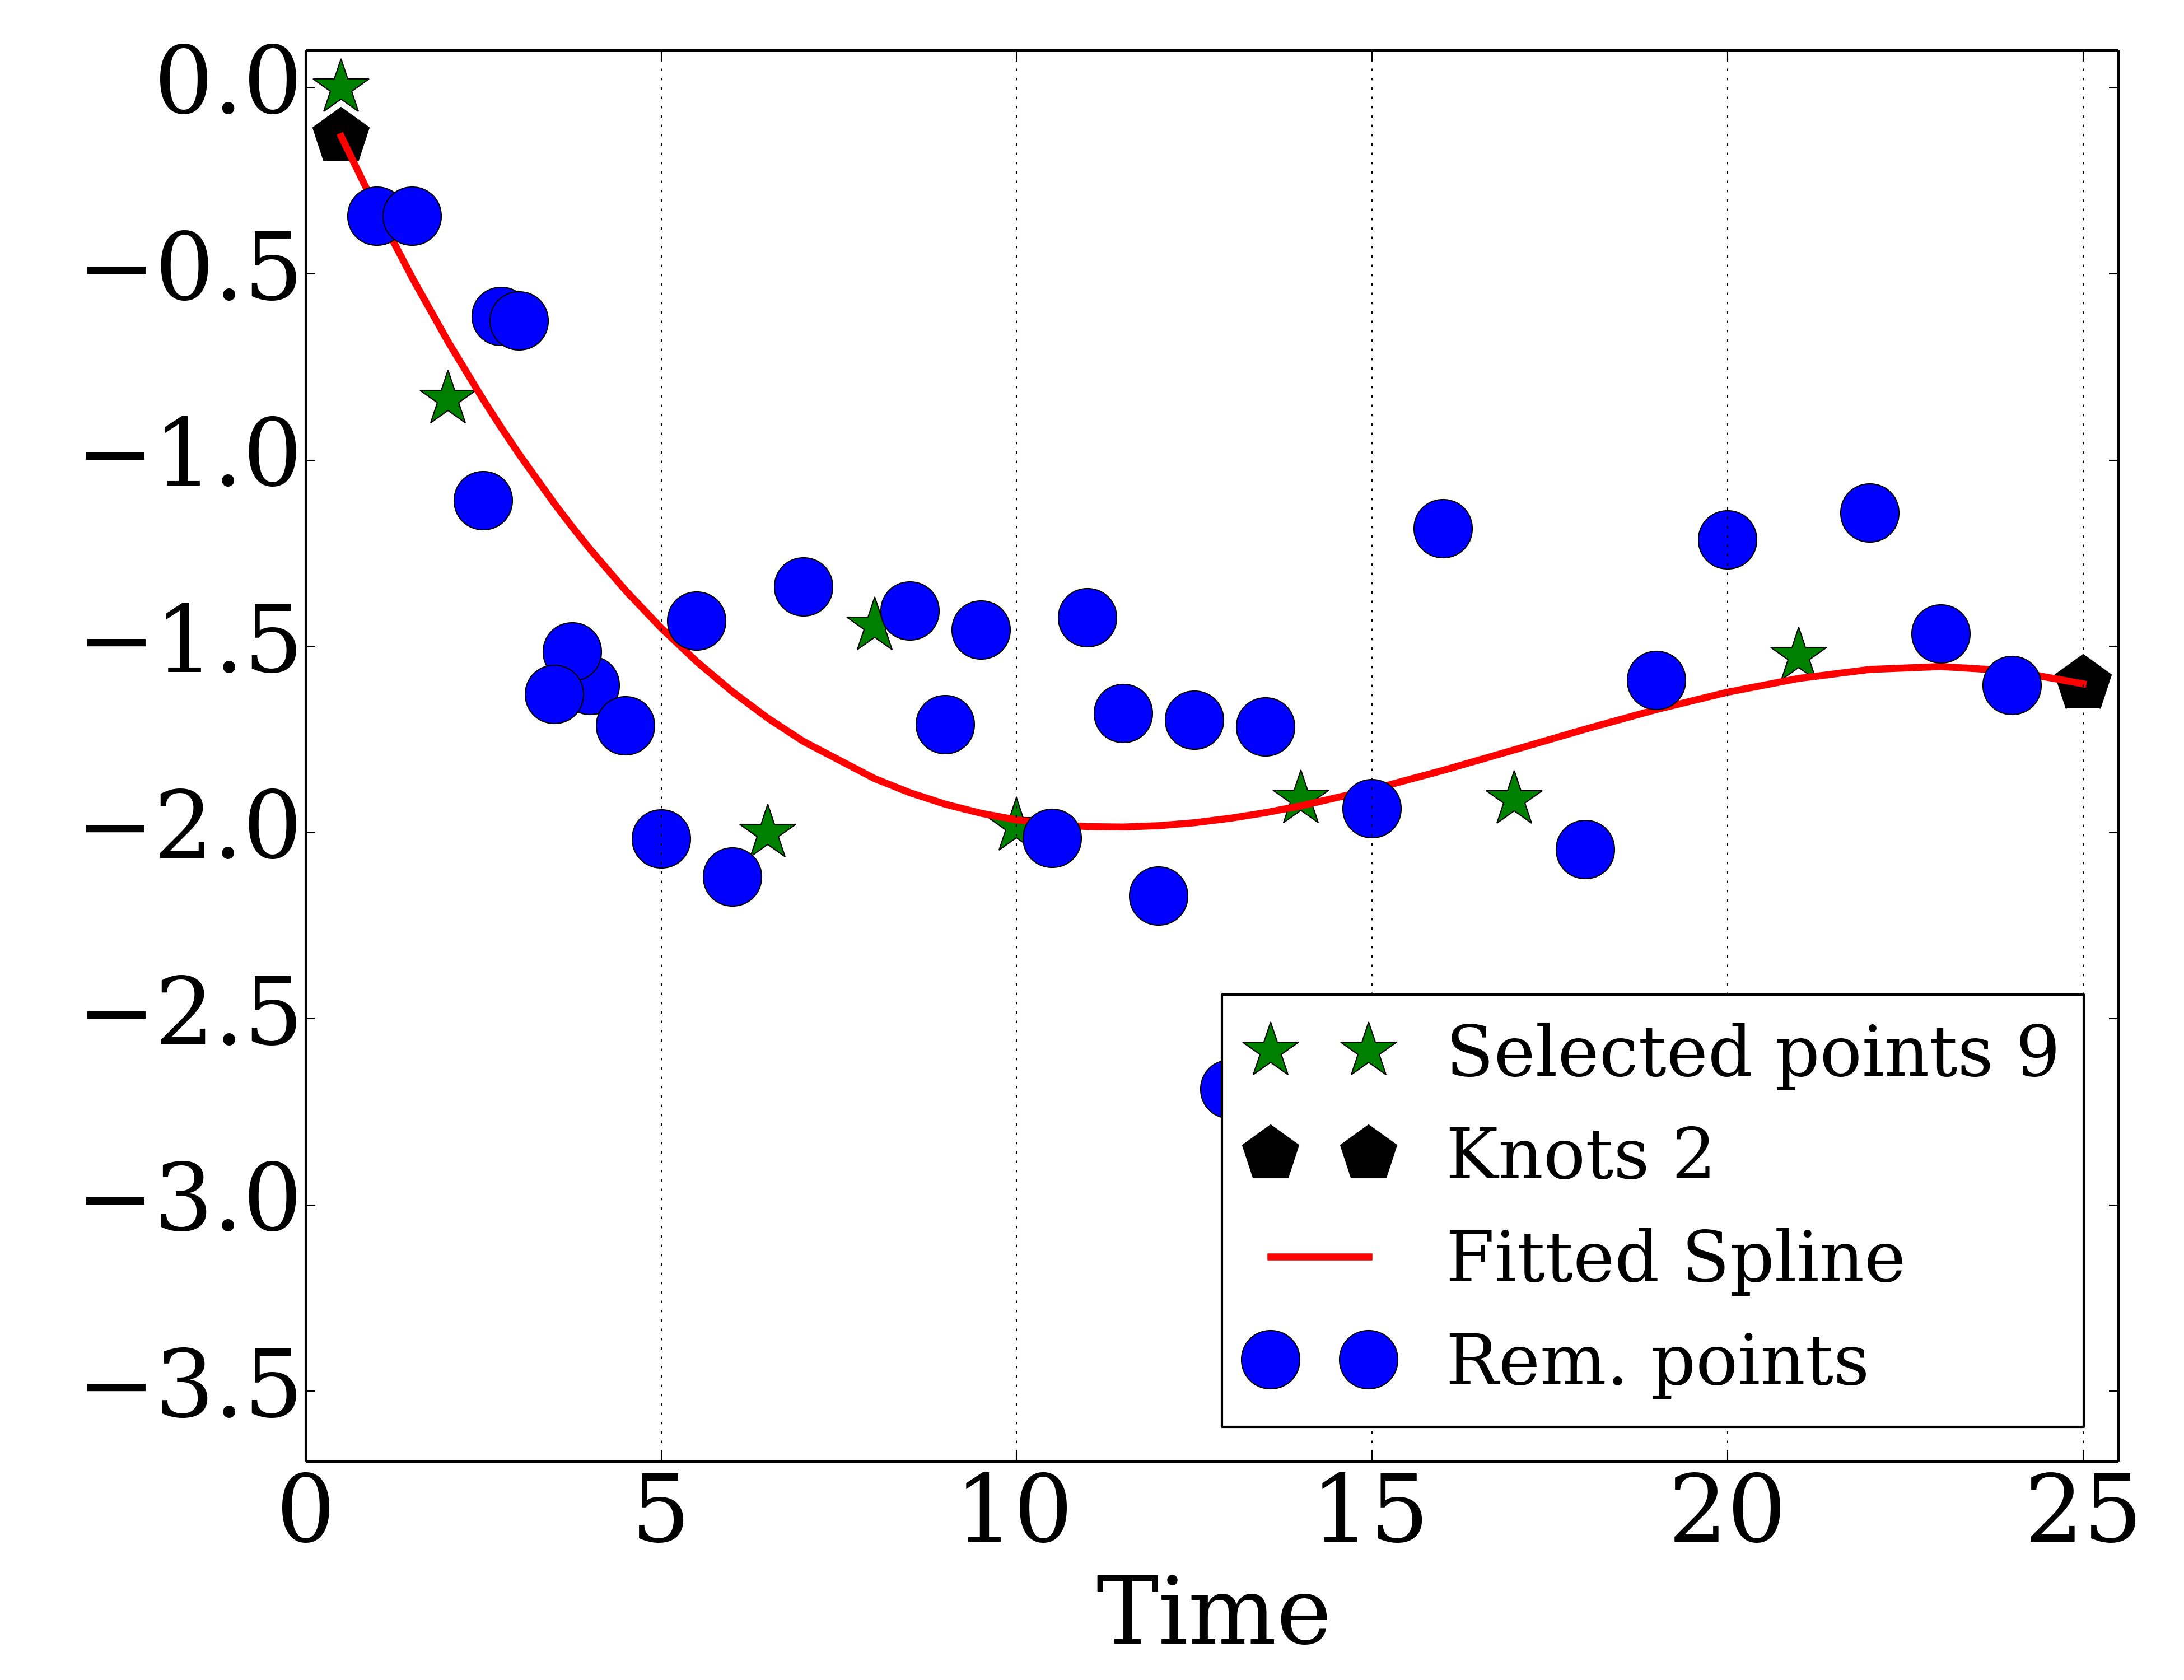 0.0
−0.5
−1.0
−1.5
−2.0
−2.5
−3.0
−3.5
Selected points 9
Knots 2
Fitted Spline
Rem. points
0 5 10 15 20 25
Time